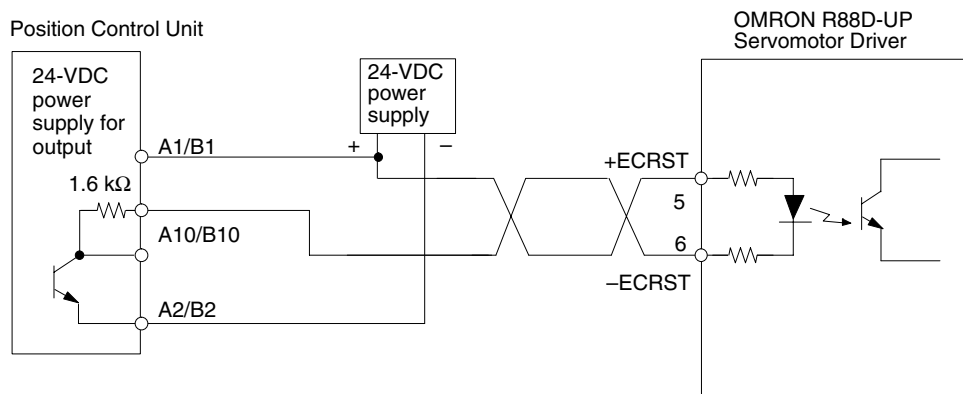 Position Control Unit
24-VDC
power
supply for
output
A1/B1
1.6 kΩ
A10/B10
A2/B2
24-VDC
power
supply
+
–
OMRON R88D-UP
Servomotor Driver
+ECRST
5
6
–ECRST